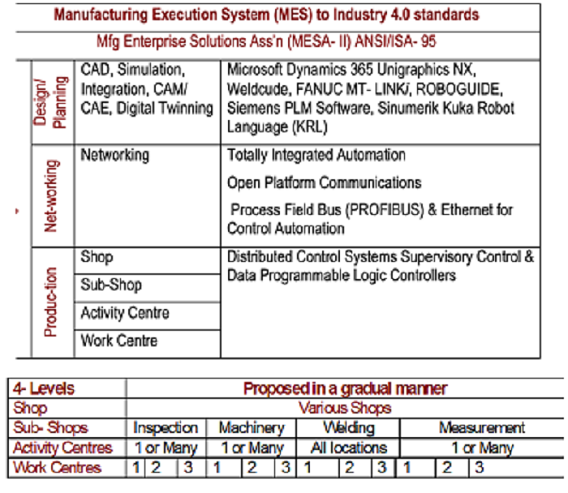 Manufacturing Execution System (MES) to Industry 4.0 standards
Mfg Enterprise Solutions Ass'n (MESA- II) ANSI/ISA- 95
Design/
Planning
CAD, Simulation,
Integration, CAM/
CAE, Digital Twinning
Microsoft Dynamics 365 Unigraphics NX,
Weldcude, FANUC MT- LINK/, ROBOGUIDE,
Siemens PLM Software, Sinumerik Kuka Robot
Language (KRL)
Net-working
Networking
Totally Integrated Automation
Open Platform Communications
Process Field Bus (PROFIBUS) & Ethernet for
Control Automation
Produc-tion
Shop
Sub-Shop
Activity Centre
Work Centre
Distributed Control Systems Supervisory Control &
Data Programmable Logic Controllers
4- Levels Proposed in a gradual manner
Shop Various Shops
Sub- Shops Inspection Machinery Welding Measurement
Activity Centres 1 or Many 1 or Many All locations 1 or Many
Work Centres 1 2 3 1 2 3 1 2 3 1 2 3